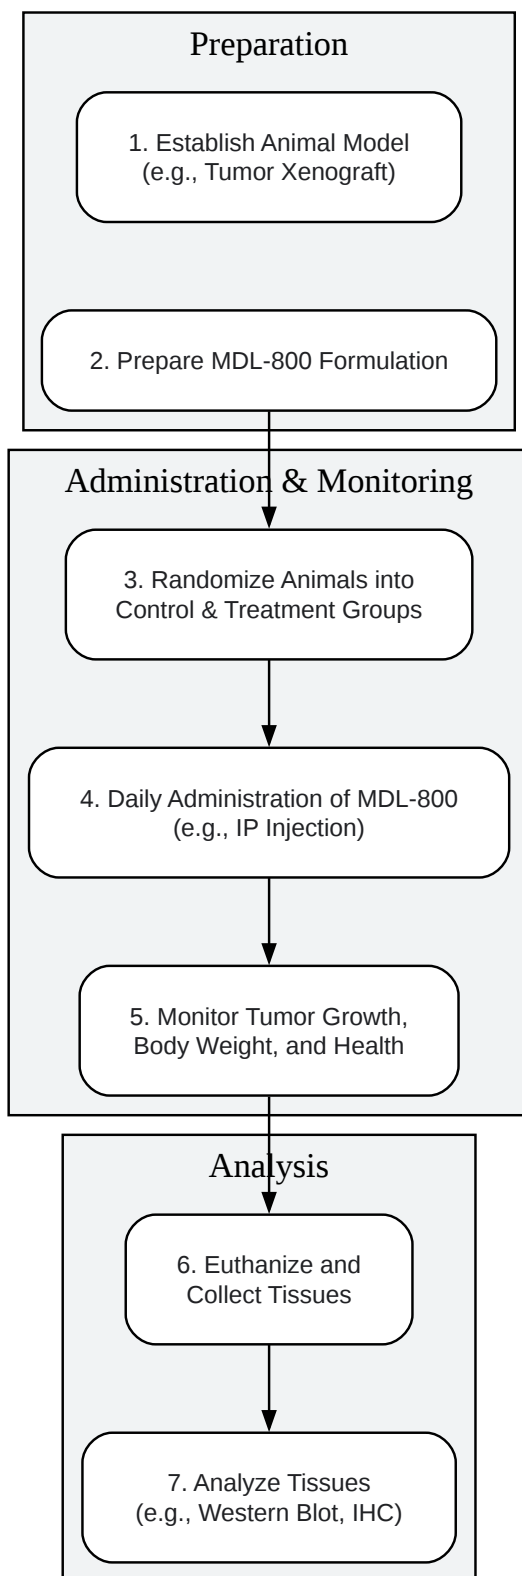 Preparation
1. Establish Animal Model
(e.g., Tumor Xenograft)
2. Prepare MDL-800 Formulation
Administration & Monitoring
3. Randomize Animals into
Control & Treatment Groups
4. Daily Administration of MDL-800
(e.g., IP Injection)
5. Monitor Tumor Growth,
Body Weight, and Health
Analysis
6. Euthanize and
Collect Tissues
7. Analyze Tissues
(e.g., Western Blot, IHC)